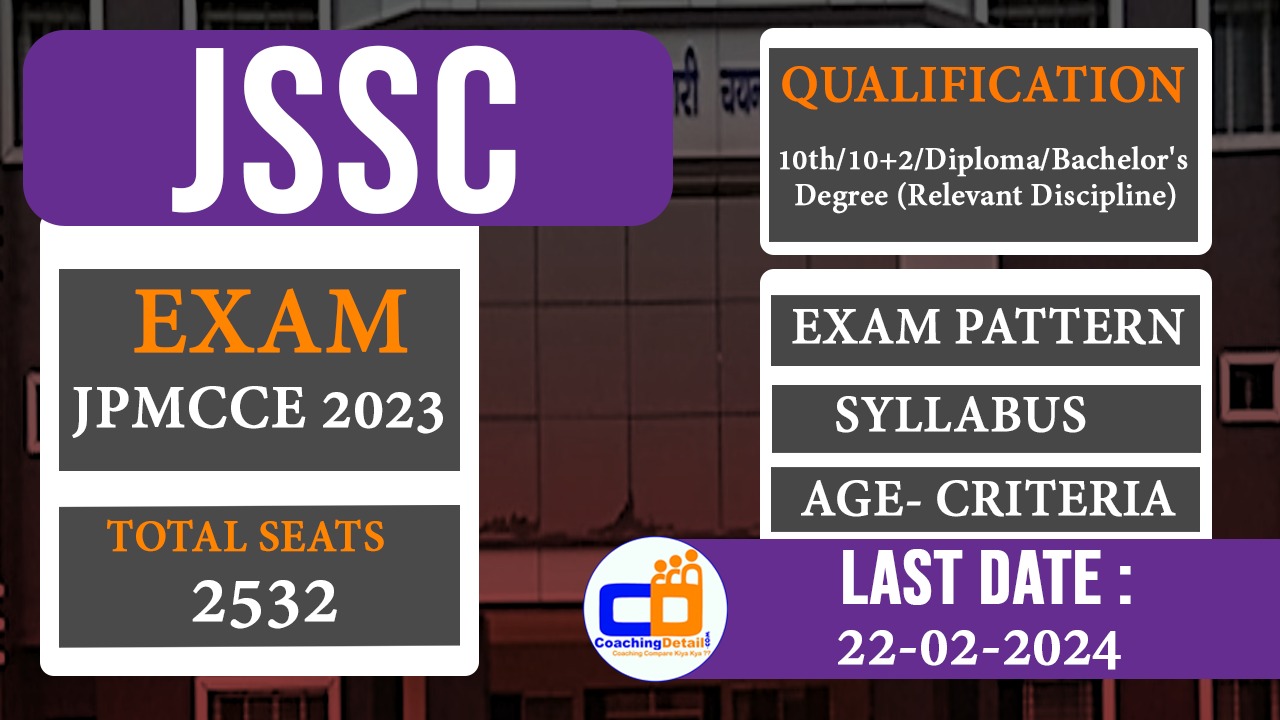 JSSC
EXAM
JPMCCE 2023
TOTAL SEATS
2532
QUALIFICATION
10th/10+2/Diploma/Bachelor's
Degree (Relevant Discipline)
EXAM PATTERN
SYLLABUS
AGE- CRITERIA
LAST DATE :
22-02-2024
CoachingDetail.com
Coaching Compare Kiya Kya ??